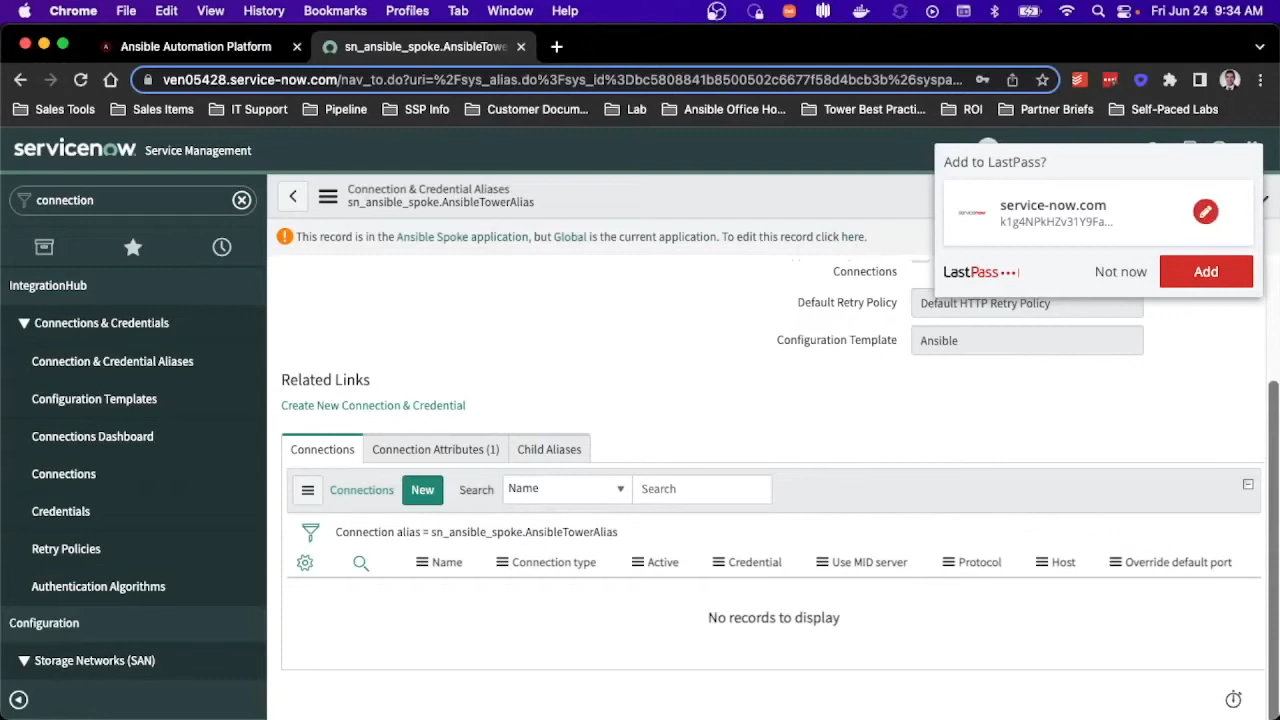 Chrome File Edit View History Bookmarks Profiles Tab Window Help Fri Jun 24 9:34 AM
Ansible Automation Platform
sn_ansible_spoke.AnsibleTowe
ven05428.service-now.com/nav_to.do?uri=%2Fsys_alias.do%3Fsys_id%3Dbc5808841b8500502c6677f58d4bcb3b%26syspa...
Sales Tools Sales Items IT Support Pipeline SSP Info Customer Docum... Lab Ansible Office Ho... Tower Best Practi... ROI Partner Briefs Self-Paced Labs
servicenow Service Management
connection
IntegrationHub
Connections & Credentials
Connection & Credential Aliases
Configuration Templates
Connections Dashboard
Connections
Credentials
Retry Policies
Authentication Algorithms
Configuration
Storage Networks (SAN)
Connection & Credential Aliases
sn_ansible_spoke.AnsibleTowerAlias
This record is in the Ansible Spoke application, but Global is the current application. To edit this record click here.
Connections
Default Retry Policy Default HTTP Retry Policy
Configuration Template Ansible
Related Links
Create New Connection & Credential
Connections Connection Attributes (1) Child Aliases
Connections New Search Name Search
Connection alias = sn_ansible_spoke.AnsibleTowerAlias
Name Connection type Active Credential Use MID server Protocol Host Override default port
No records to display
Add to LastPass?
service-now.com
k1g4NPkHZv31Y9Fa...
LastPass Not now Add